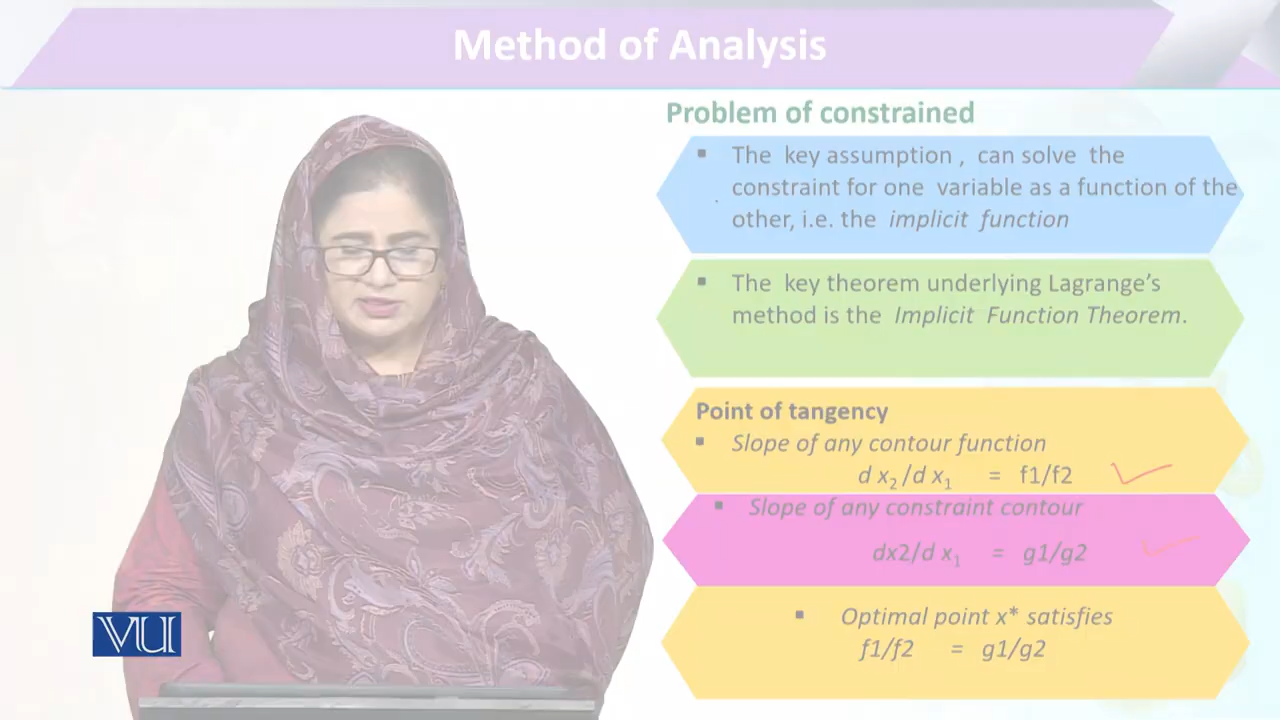 Method of Analysis
Problem of constrained
▪ The key assumption , can solve the
constraint for one variable as a function of the
other, i.e. the implicit function
▪ The key theorem underlying Lagrange's
method is the Implicit Function Theorem.
Point of tangency
▪ Slope of any contour function
d x₂ /d x₁ = f1/f2
▪ Slope of any constraint contour
dx2/d x₁ = g1/g2
▪ Optimal point x* satisfies
f1/f2 = g1/g2
VU